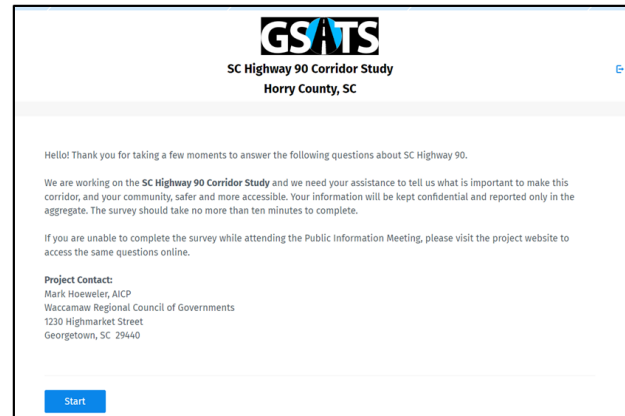 GSATS
SC Highway 90 Corridor Study
Horry County, SC
Hello! Thank you for taking a few moments to answer the following questions about SC Highway 90.
We are working on the SC Highway 90 Corridor Study and we need your assistance to tell us what is important to make this
corridor, and your community, safer and more accessible. Your information will be kept confidential and reported only in the
aggregate. The survey should take no more than ten minutes to complete.
If you are unable to complete the survey while attending the Public Information Meeting, please visit the project website to
access the same questions online.
Project Contact:
Mark Hoeweler, AICP
Waccamaw Regional Council of Governments
1230 Highmarket Street
Georgetown, SC  29440
Start